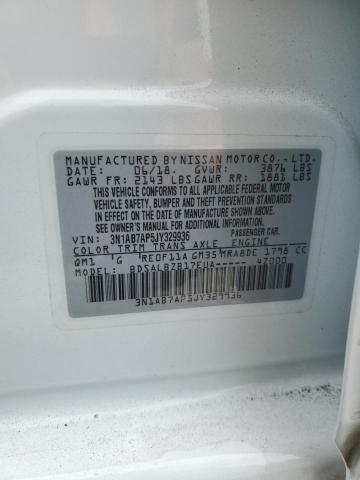 MANUFACTURED BY NISSAN MOTOR CO., LTD.
DATE: 06/18. GVWR: 3876 LBS
GAWR FR: 2143 LBS GAWR RR: 1881 LBS
THIS VEHICLE CONFORMS TO ALL APPLICABLE FEDERAL MOTOR
VEHICLE SAFETY, BUMPER AND THEFT PREVENTION STANDARDS
IN EFFECT ON THE DATE OF MANUFACTURE SHOWN ABOVE.
SEE OWNER'S MANUAL FOR ADDITIONAL INFORMATION.
PASSENGER CAR
VIN: 3N1AB7AP5JY329936
COLOR TRIM TRANS AXLE ENGINE
QM1 G RE0F11A GM35 MRA8DE 1798 CC
MODEL: BDSALBZB17EUA----- 4Z000
3N1AB7AP5JY329936